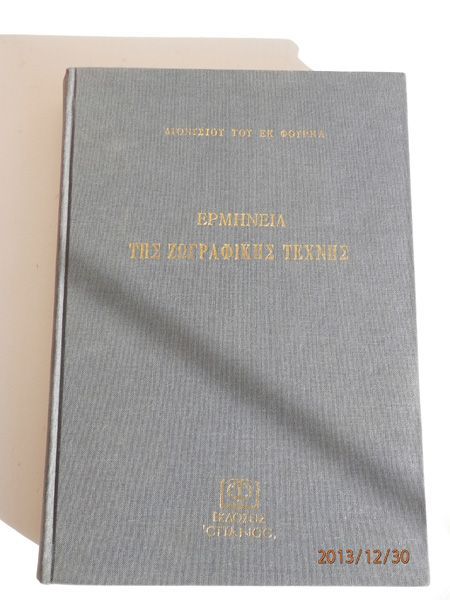 ΔΙΟΝΥΣΙΟΥ ΤΟΥ ΕΚ ΦΟΥΡΝΑ
ΕΡΜΗΝΕΙΑ
ΤΗΣ ΖΩΓΡΑΦΙΚΗΣ ΤΕΧΝΗΣ
ΕΚΔΟΣΕΙΣ
'ΣΠΑΝΟΣ,
2013/12/30